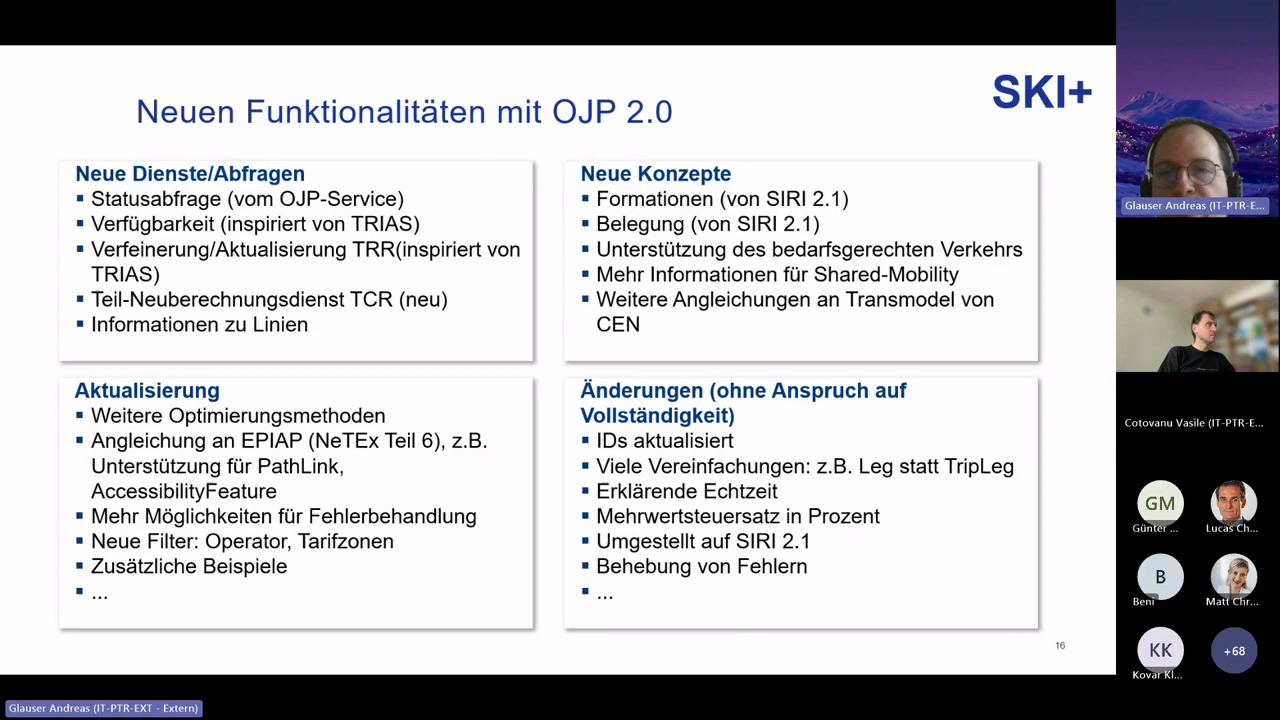 SKI+
Neuen Funktionalitäten mit OJP 2.0
Neue Dienste/Abfragen
▪ Statusabfrage (vom OJP-Service)
▪ Verfügbarkeit (inspiriert von TRIAS)
▪ Verfeinerung/Aktualisierung TRR(inspiriert von
TRIAS)
▪ Teil-Neuberechnungsdienst TCR (neu)
▪ Informationen zu Linien
Neue Konzepte
▪ Formationen (von SIRI 2.1)
▪ Belegung (von SIRI 2.1)
▪ Unterstützung des bedarfsgerechten Verkehrs
▪ Mehr Informationen für Shared-Mobility
▪ Weitere Angleichungen an Transmodel von
CEN
Aktualisierung
▪ Weitere Optimierungsmethoden
▪ Angleichung an EPIAP (NeTEx Teil 6), z.B.
Unterstützung für PathLink,
AccessibilityFeature
▪ Mehr Möglichkeiten für Fehlerbehandlung
▪ Neue Filter: Operator, Tarifzonen
▪ Zusätzliche Beispiele
▪ ...
Änderungen (ohne Anspruch auf
Vollständigkeit)
▪ IDs aktualisiert
▪ Viele Vereinfachungen: z.B. Leg statt TripLeg
▪ Erklärende Echtzeit
▪ Mehrwertsteuersatz in Prozent
▪ Umgestellt auf SIRI 2.1
▪ Behebung von Fehlern
▪ ...
16
Glauser Andreas (IT-PTR-E...
Cotovanu Vasile (IT-PTR-E...
GM
Günter ...
Lucas Ch...
B
Beni
Matt Chr...
KK
Kovar Kl...
+68
Glauser Andreas (IT-PTR-EXT - Extern)